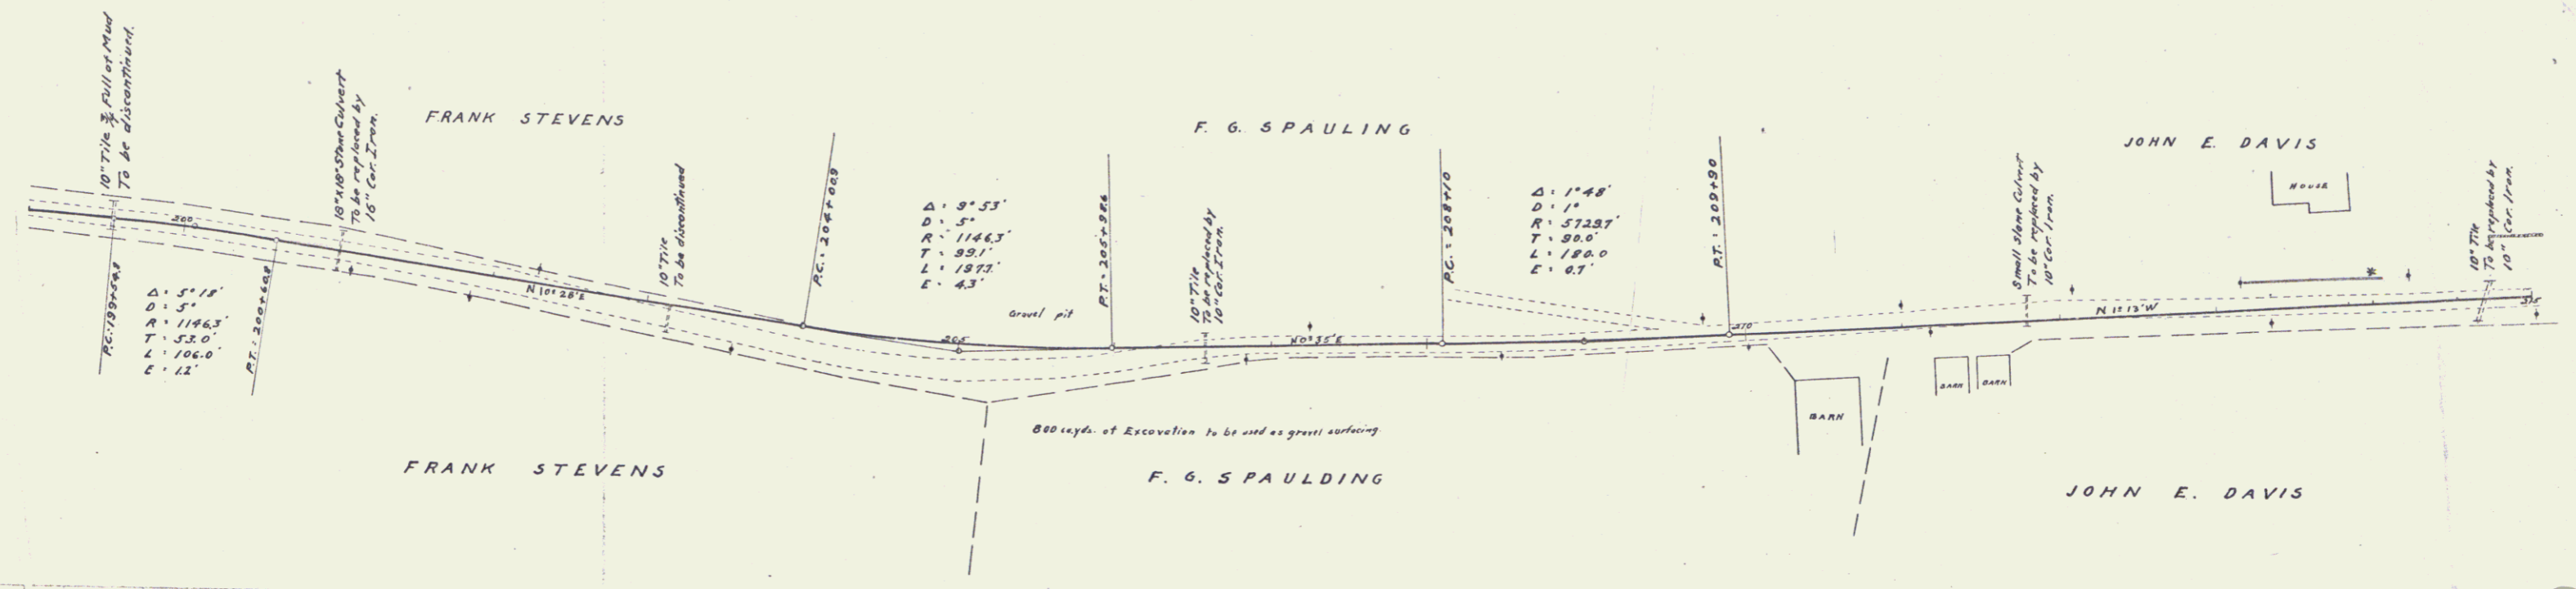 10" Tile ¾ Full of Mud
To be discontinued.
18"x18" Stone Culvert
To be replaced by
16" Cor. Iron.
FRANK STEVENS
10" Tile
To be discontinued
P.C. = 204+00.9
Δ = 9° 53'
D = 5°
R = 1146.3'
T = 99.1'
L = 197.7'
E = 4.3'
Gravel pit
P.T. = 205+98.6
F. G. SPAULING
10" Tile
To be replaced by
10" Cor. Iron.
P.C. = 208+10
Δ = 1° 48'
D = 1°
R = 5729.7'
T = 90.0'
L = 180.0
E = 0.7'
P.T. = 209+90
JOHN E. DAVIS
HOUSE
Small Stone Culvert
To be replaced by
10" Cor. Iron.
10" Tile
To be replaced by
10" Cor. Iron.
200
N 10° 28' E
205
N 0° 35' E
210
N 1° 13' W
215
P.C. = 199+54.8
Δ = 5° 18'
D = 5°
R = 1146.3'
T = 53.0'
L = 106.0'
E = 1.2'
P.T. = 200+60.8
BARN
BARN
BARN
800 cu.yds. of Excavation to be used as gravel surfacing.
FRANK STEVENS
F. G. SPAULDING
JOHN E. DAVIS